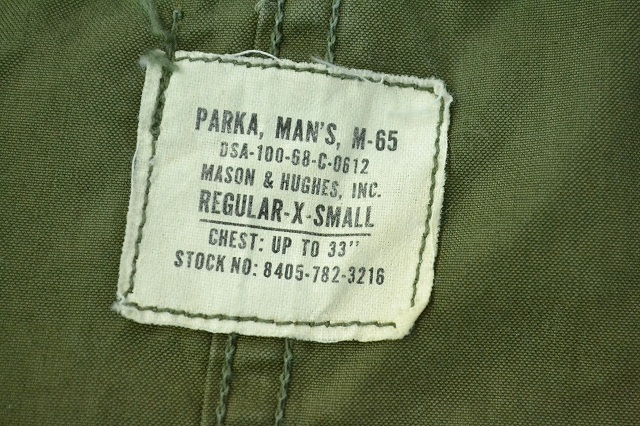 PARKA, MAN'S, M-65
DSA-100-68-C-0612
MASON & HUGHES, INC.
REGULAR-X-SMALL
CHEST: UP TO 33"
STOCK NO: 8405-782-3216